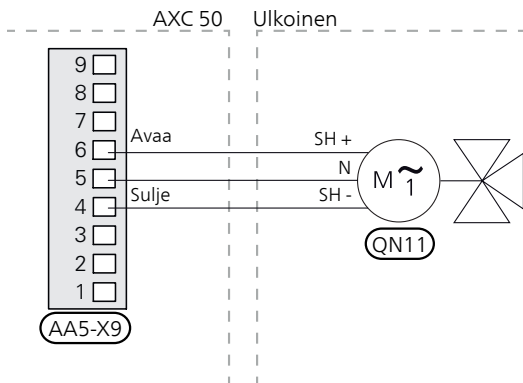 AXC 50 Ulkoinen
9
8
7
6 Avaa SH +
5 N
4 Sulje SH -
3
2
1
M ~ 1
QN11
AA5-X9